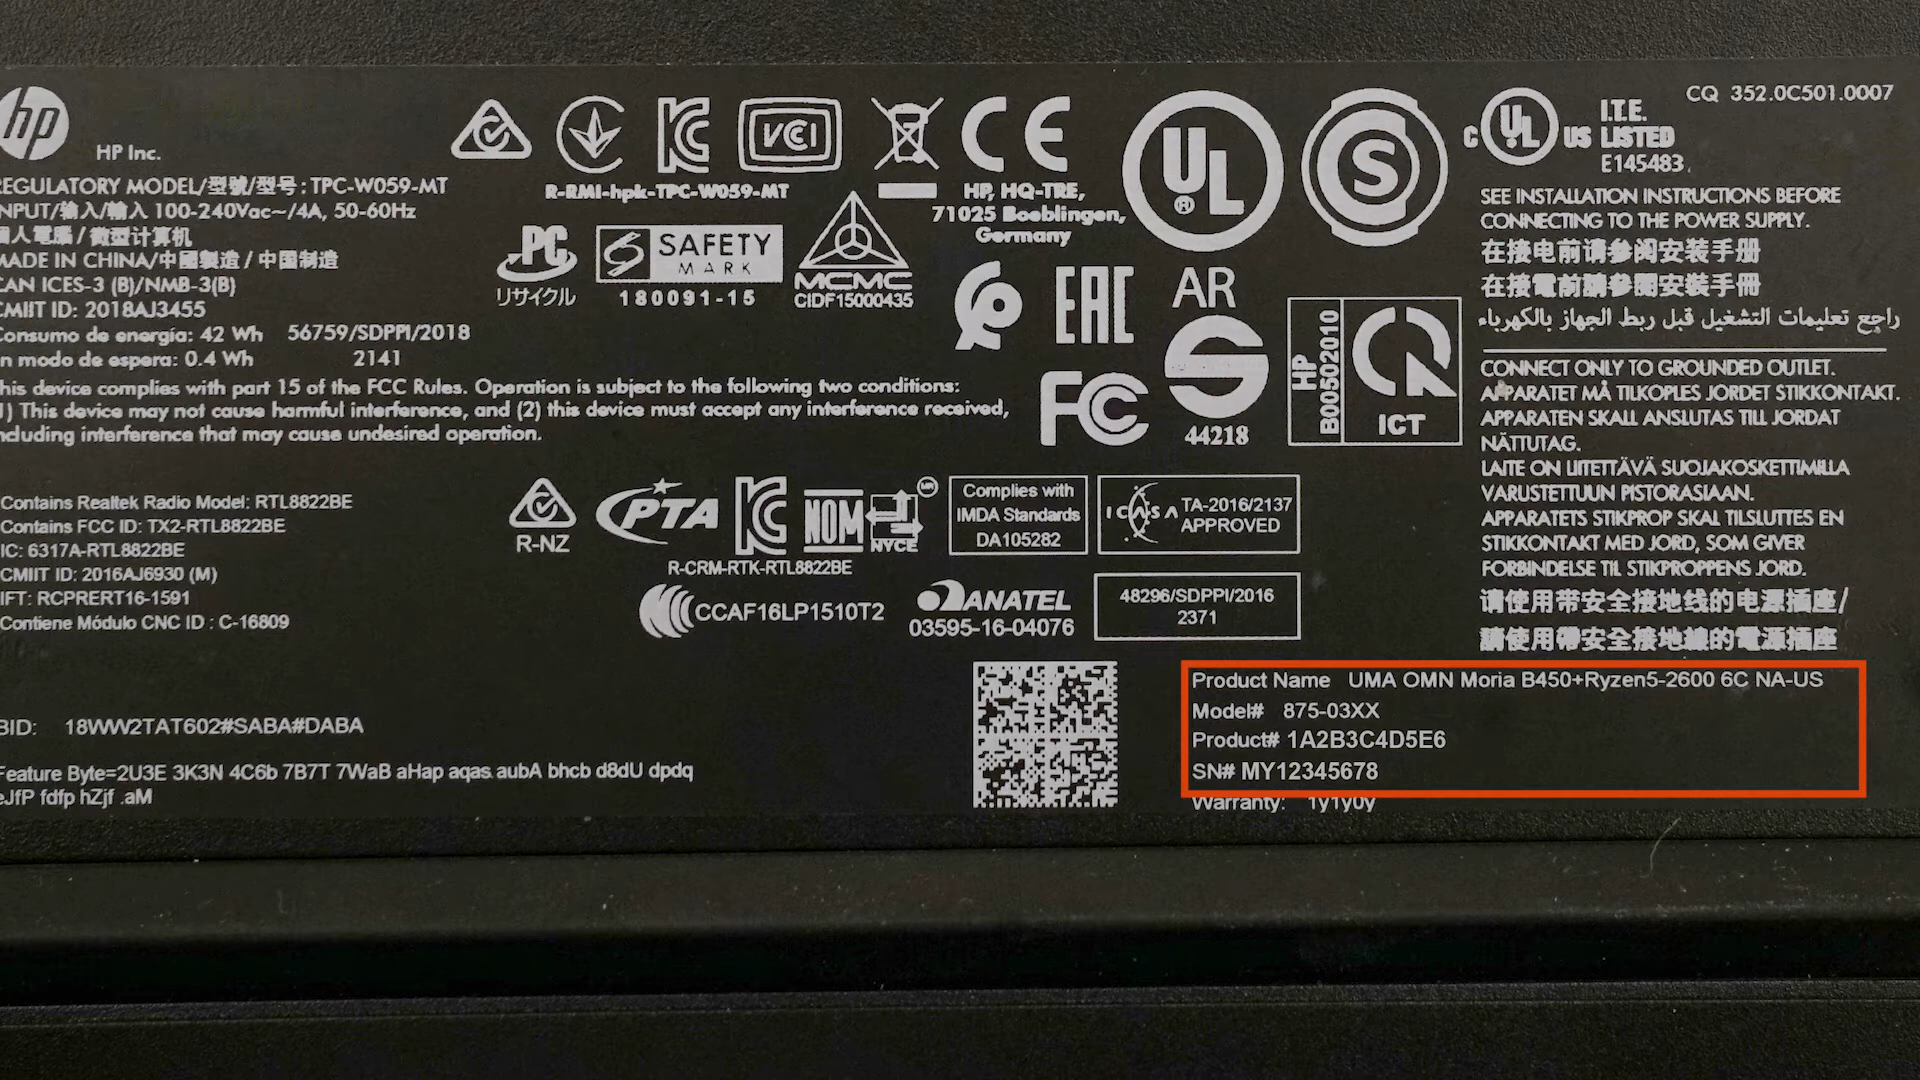 hp
HP Inc.
EGULATORY MODEL/型號/型号: TPC-W059-MT
NPUT/输入/輸入 100-240Vac~/4A, 50-60Hz
個人電腦 / 微型计算机
MADE IN CHINA/中國製造 / 中国制造
CAN ICES-3 (B)/NMB-3(B)
CMIIT ID: 2018AJ3455
Consumo de energía: 42 Wh 56759/SDPPI/2018
n modo de espera: 0.4 Wh 2141
his device complies with part 15 of the FCC Rules. Operation is subject to the following two conditions:
1) This device may not cause harmful interference, and (2) this device must accept any interference received,
ncluding interference that may cause undesired operation.
VCI
R-RMI-hpk-TPC-W059-MT
PC
リサイクル
SAFETY
MARK
180091-15
MCMC
CIDF15000435
CE
HP, HQ-TRE,
71025 Boeblingen,
Germany
UL
®
S
EAC
AR
FC
44218
HP
B00502010
ICT
CQ 352.0C501.0007
C UL US
I.T.E.
LISTED
E145483
SEE INSTALLATION INSTRUCTIONS BEFORE
CONNECTING TO THE POWER SUPPLY.
在接电前请参阅安装手册
在接電前請參閱安裝手冊
راجع تعليمات التشغيل قبل ربط الجهاز بالكهرباء
CONNECT ONLY TO GROUNDED OUTLET.
APPARATET MÅ TILKOPLES JORDET STIKKONTAKT.
APPARATEN SKALL ANSLUTAS TILL JORDAT
NÄTTUTAG.
LAITE ON LIITETTÄVÄ SUOJAKOSKETTIMILLA
VARUSTETTUUN PISTORASIAAN.
APPARATETS STIKPROP SKAL TILSLUTTES EN
STIKKONTAKT MED JORD, SOM GIVER
FORBINDELSE TIL STIKPROPPENS JORD.
请使用带安全接地线的电源插座/
請使用帶安全接地線的電源插座
Contains Realtek Radio Model: RTL8822BE
Contains FCC ID: TX2-RTL8822BE
IC: 6317A-RTL8822BE
CMIIT ID: 2016AJ6930 (M)
IFT: RCPRERT16-1591
Contiene Módulo CNC ID : C-16809
R-NZ
PTA
R-CRM-RTK-RTL8822BE
NOM
NYCE
MR
Complies with
IMDA Standards
DA105282
ICASA TA-2016/2137
APPROVED
CCAF16LP1510T2
ANATEL
03595-16-04076
48296/SDPPI/2016
2371
BID: 18WW2TAT602#SABA#DABA
Feature Byte=2U3E 3K3N 4C6b 7B7T 7WaB aHap aqas aubA bhcb d8dU dpdq
eJfP fdfp hZjf .aM
Product Name UMA OMN Moria B450+Ryzen5-2600 6C NA-US
Model# 875-03XX
Product# 1A2B3C4D5E6
SN# MY12345678
Warranty: 1y1y0y